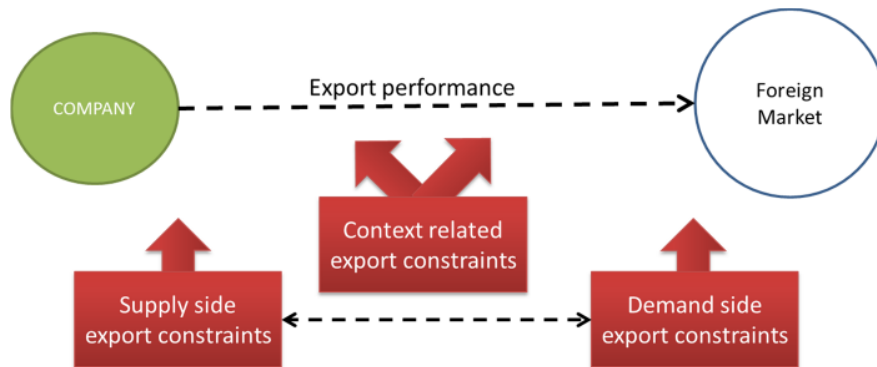 Export performance
COMPANY
Foreign
Market
Context related
export constraints
Supply side
export constraints
Demand side
export constraints